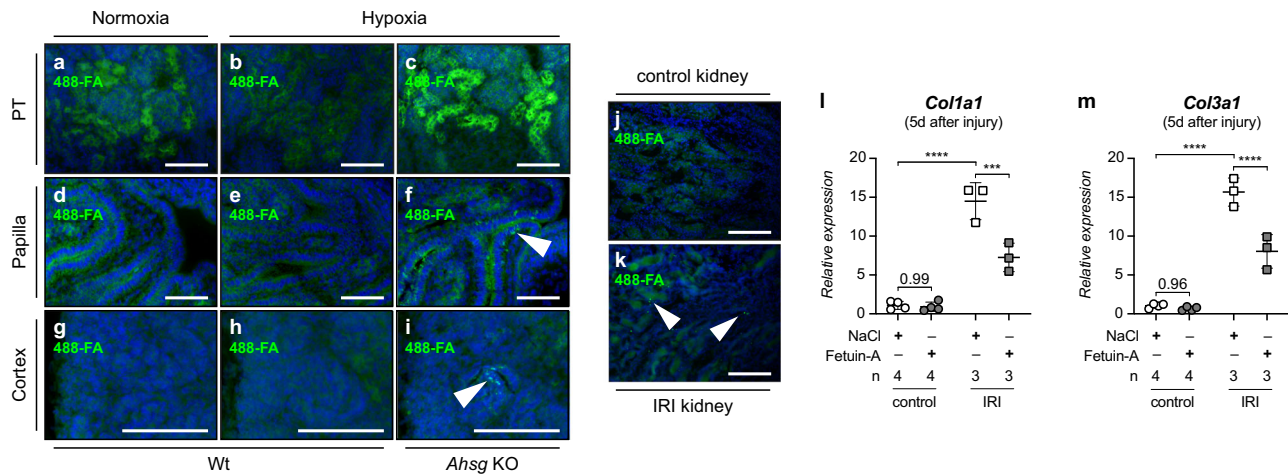 Normoxia
Hypoxia
PT
a
488-FA
b
488-FA
c
488-FA
Papilla
d
488-FA
e
488-FA
f
488-FA
Cortex
g
488-FA
h
488-FA
i
488-FA
Wt
Ahsg KO
control kidney
j
488-FA
k
488-FA
IRI kidney
l
Col1a1
(5d after injury)
Relative expression
20
15
10
5
0
****
***
0.99
NaCl + – + –
Fetuin-A – + – +
n 4 4 3 3
control IRI
m
Col3a1
(5d after injury)
Relative expression
20
15
10
5
0
****
****
0.96
NaCl + – + –
Fetuin-A – + – +
n 4 4 3 3
control IRI